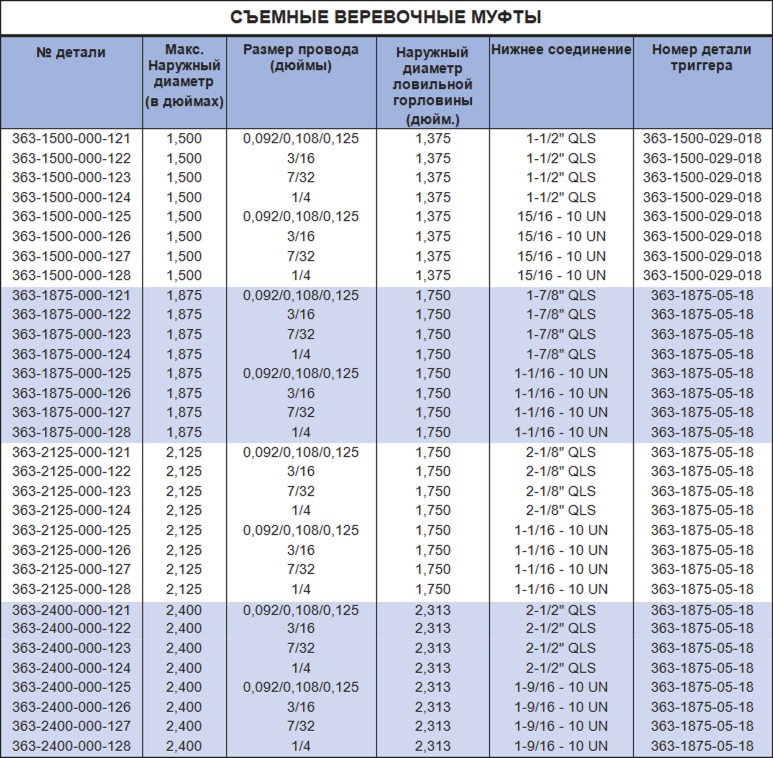 СЪЕМНЫЕ ВЕРЕВОЧНЫЕ МУФТЫ
№ детали
Макс.
Наружный
диаметр
(в дюймах)
Размер провода
(дюймы)
Наружный
диаметр
ловильной
горловины
(дюйм.)
Нижнее соединение
Номер детали
триггера
363-1500-000-121 1,500 0,092/0,108/0,125 1,375 1-1/2" QLS 363-1500-029-018
363-1500-000-122 1,500 3/16 1,375 1-1/2" QLS 363-1500-029-018
363-1500-000-123 1,500 7/32 1,375 1-1/2" QLS 363-1500-029-018
363-1500-000-124 1,500 1/4 1,375 1-1/2" QLS 363-1500-029-018
363-1500-000-125 1,500 0,092/0,108/0,125 1,375 15/16 - 10 UN 363-1500-029-018
363-1500-000-126 1,500 3/16 1,375 15/16 - 10 UN 363-1500-029-018
363-1500-000-127 1,500 7/32 1,375 15/16 - 10 UN 363-1500-029-018
363-1500-000-128 1,500 1/4 1,375 15/16 - 10 UN 363-1500-029-018
363-1875-000-121 1,875 0,092/0,108/0,125 1,750 1-7/8" QLS 363-1875-05-18
363-1875-000-122 1,875 3/16 1,750 1-7/8" QLS 363-1875-05-18
363-1875-000-123 1,875 7/32 1,750 1-7/8" QLS 363-1875-05-18
363-1875-000-124 1,875 1/4 1,750 1-7/8" QLS 363-1875-05-18
363-1875-000-125 1,875 0,092/0,108/0,125 1,750 1-1/16 - 10 UN 363-1875-05-18
363-1875-000-126 1,875 3/16 1,750 1-1/16 - 10 UN 363-1875-05-18
363-1875-000-127 1,875 7/32 1,750 1-1/16 - 10 UN 363-1875-05-18
363-1875-000-128 1,875 1/4 1,750 1-1/16 - 10 UN 363-1875-05-18
363-2125-000-121 2,125 0,092/0,108/0,125 1,750 2-1/8" QLS 363-1875-05-18
363-2125-000-122 2,125 3/16 1,750 2-1/8" QLS 363-1875-05-18
363-2125-000-123 2,125 7/32 1,750 2-1/8" QLS 363-1875-05-18
363-2125-000-124 2,125 1/4 1,750 2-1/8" QLS 363-1875-05-18
363-2125-000-125 2,125 0,092/0,108/0,125 1,750 1-1/16 - 10 UN 363-1875-05-18
363-2125-000-126 2,125 3/16 1,750 1-1/16 - 10 UN 363-1875-05-18
363-2125-000-127 2,125 7/32 1,750 1-1/16 - 10 UN 363-1875-05-18
363-2125-000-128 2,125 1/4 1,750 1-1/16 - 10 UN 363-1875-05-18
363-2400-000-121 2,400 0,092/0,108/0,125 2,313 2-1/2" QLS 363-1875-05-18
363-2400-000-122 2,400 3/16 2,313 2-1/2" QLS 363-1875-05-18
363-2400-000-123 2,400 7/32 2,313 2-1/2" QLS 363-1875-05-18
363-2400-000-124 2,400 1/4 2,313 2-1/2" QLS 363-1875-05-18
363-2400-000-125 2,400 0,092/0,108/0,125 2,313 1-9/16 - 10 UN 363-1875-05-18
363-2400-000-126 2,400 3/16 2,313 1-9/16 - 10 UN 363-1875-05-18
363-2400-000-127 2,400 7/32 2,313 1-9/16 - 10 UN 363-1875-05-18
363-2400-000-128 2,400 1/4 2,313 1-9/16 - 10 UN 363-1875-05-18